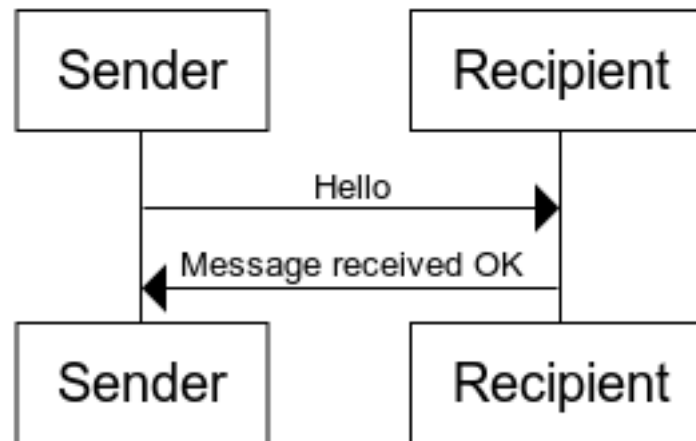 Sender
Recipient
Hello
Message received OK
Sender
Recipient